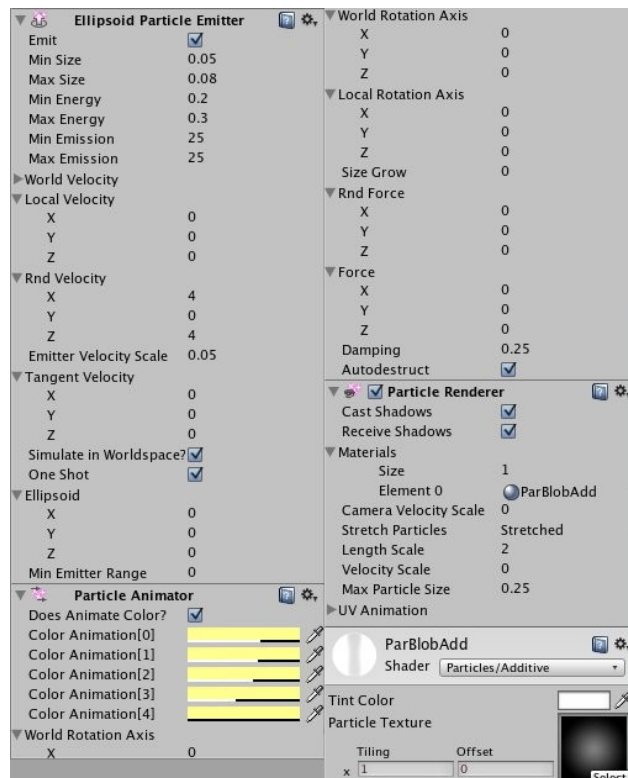 Ellipsoid Particle Emitter
Emit
Min Size 0.05
Max Size 0.08
Min Energy 0.2
Max Energy 0.3
Min Emission 25
Max Emission 25
World Velocity
Local Velocity
X 0
Y 0
Z 0
Rnd Velocity
X 4
Y 0
Z 4
Emitter Velocity Scale 0.05
Tangent Velocity
X 0
Y 0
Z 0
Simulate in Worldspace?
One Shot
Ellipsoid
X 0
Y 0
Z 0
Min Emitter Range 0
Particle Animator
Does Animate Color?
Color Animation[0]
Color Animation[1]
Color Animation[2]
Color Animation[3]
Color Animation[4]
World Rotation Axis
X 0
World Rotation Axis
X 0
Y 0
Z 0
Local Rotation Axis
X 0
Y 0
Z 0
Size Grow 0
Rnd Force
X 0
Y 0
Z 0
Force
X 0
Y 0
Z 0
Damping 0.25
Autodestruct
Particle Renderer
Cast Shadows
Receive Shadows
Materials
Size 1
Element 0 ParBlobAdd
Camera Velocity Scale 0
Stretch Particles Stretched
Length Scale 2
Velocity Scale 0
Max Particle Size 0.25
UV Animation
ParBlobAdd
Shader Particles/Additive
Tint Color
Particle Texture
Tiling Offset
x 1 0
Select